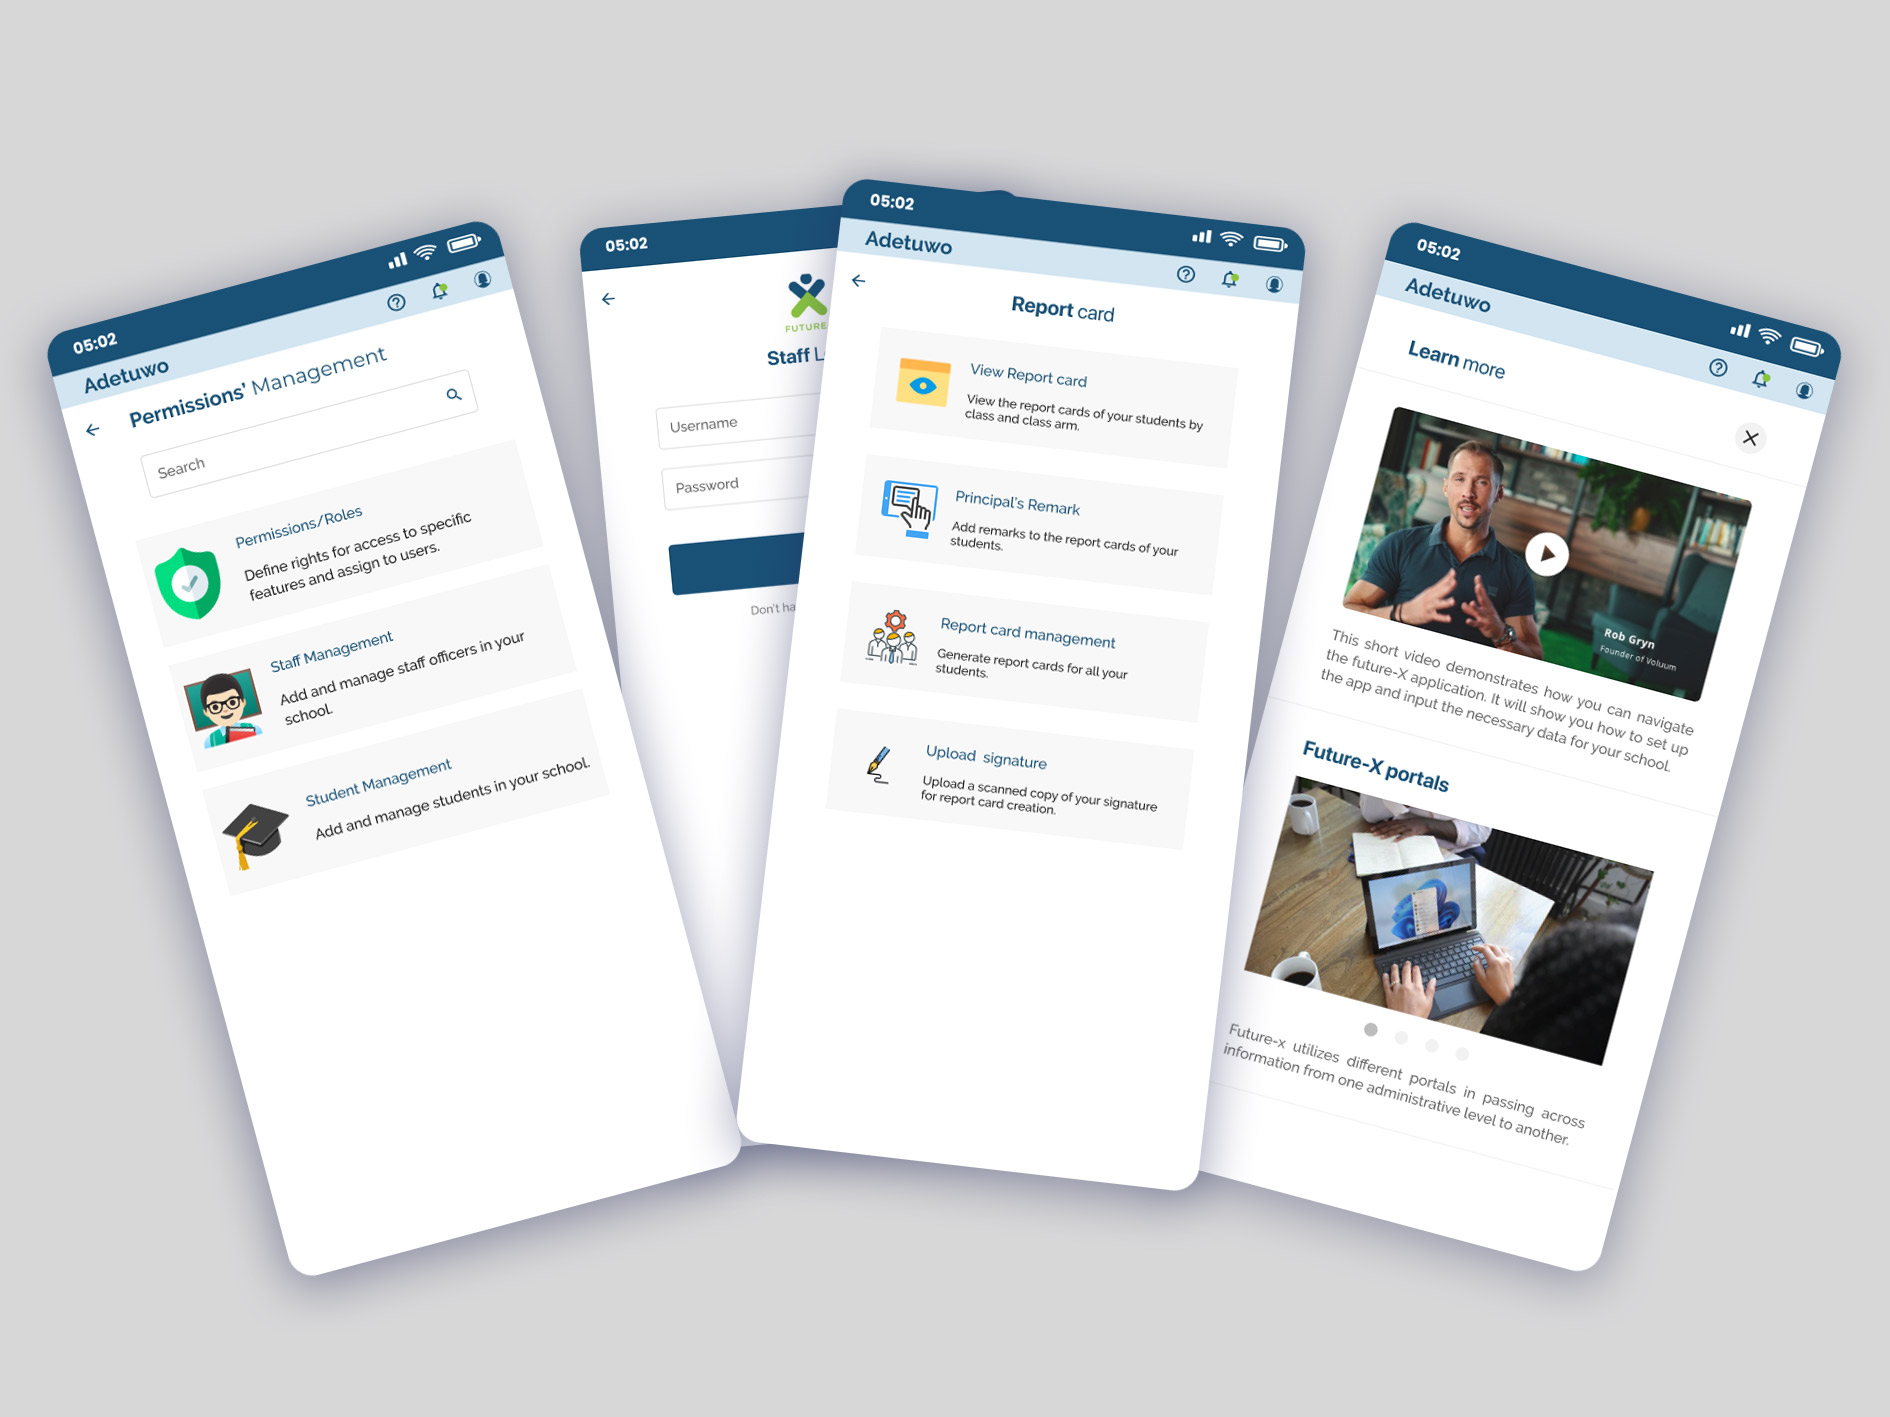 05:02
Adetuwo
Permissions' Management
Search
Permissions/Roles
Define rights for access to specific
features and assign to users.
Staff Management
Add and manage staff officers in your
school.
Student Management
Add and manage students in your school.
05:02
FUTURE
Staff L
Username
Password
Don't ha
05:02
Adetuwo
Report card
View Report card
View the report cards of your students by
class and class arm.
Principal's Remark
Add remarks to the report cards of your
students.
Report card management
Generate report cards for all your
students.
Upload signature
Upload a scanned copy of your signature
for report card creation.
05:02
Adetuwo
Learn more
Rob Gryn
Founder of Voluum
This short video demonstrates how you can navigate
the future-X application. It will show you how to set up
the app and input the necessary data for your school.
Future-X portals
Future-x utilizes different portals in passing across
information from one administrative level to another.